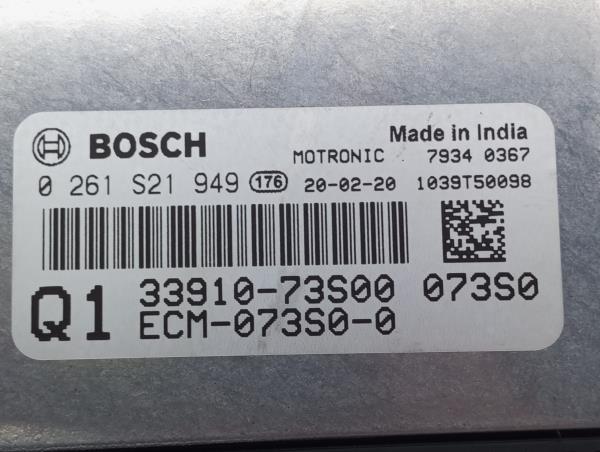 Made in India
BOSCH
MOTRONIC 7934 0367
0 261 S21 949 176 20-02-20 1039T50098
33910-73S00 073S0
Q1 ECM-073S0-0